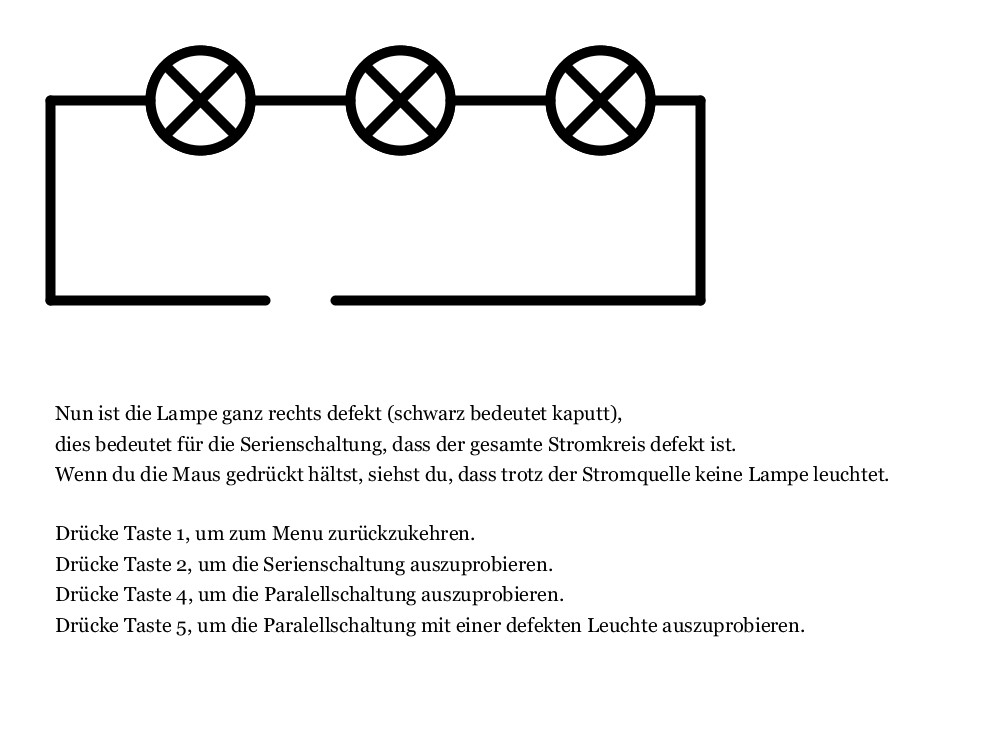 Nun ist die Lampe ganz rechts defekt (schwarz bedeutet kaputt),
dies bedeutet für die Serienschaltung, dass der gesamte Stromkreis defekt ist.
Wenn du die Maus gedrückt hältst, siehst du, dass trotz der Stromquelle keine Lampe leuchtet.
Drücke Taste 1, um zum Menu zurückzukehren.
Drücke Taste 2, um die Serienschaltung auszuprobieren.
Drücke Taste 4, um die Paralellschaltung auszuprobieren.
Drücke Taste 5, um die Paralellschaltung mit einer defekten Leuchte auszuprobieren.